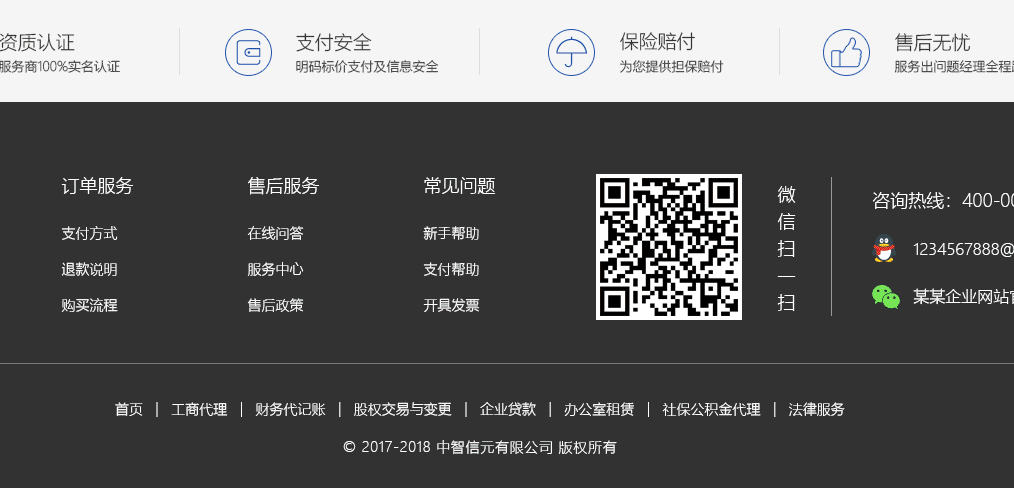 资质认证
服务商100%实名认证
支付安全
明码标价支付及信息安全
保险赔付
为您提供担保赔付
售后无忧
服务出问题经理全程
订单服务
支付方式
退款说明
购买流程
售后服务
在线问答
服务中心
售后政策
常见问题
新手帮助
支付帮助
开具发票
微
信
扫
一
扫
咨询热线：400-00
1234567888@
某某企业网站
首页 | 工商代理 | 财务代记账 | 股权交易与变更 | 企业贷款 | 办公室租赁 | 社保公积金代理 | 法律服务
© 2017-2018 中智信元有限公司 版权所有